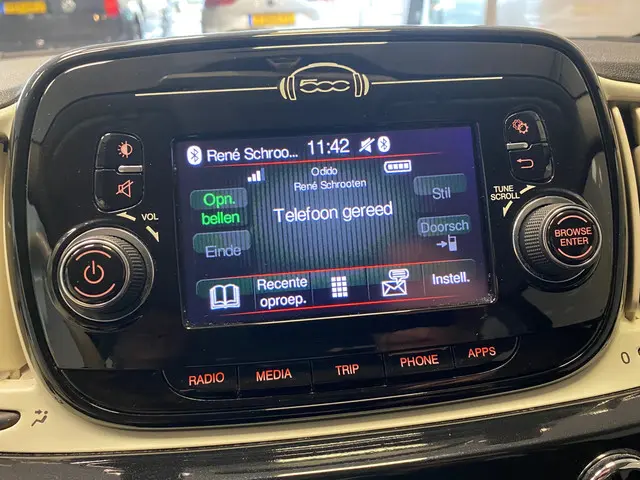 500
René Schroo... 11:42
Odido
René Schrooten
Opn.
bellen
Telefoon gereed
Stil
Einde
Doorsch
Recente
oproep.
Instell.
VOL
TUNE
SCROLL
BROWSE
ENTER
RADIO
MEDIA
TRIP
PHONE
APPS
0